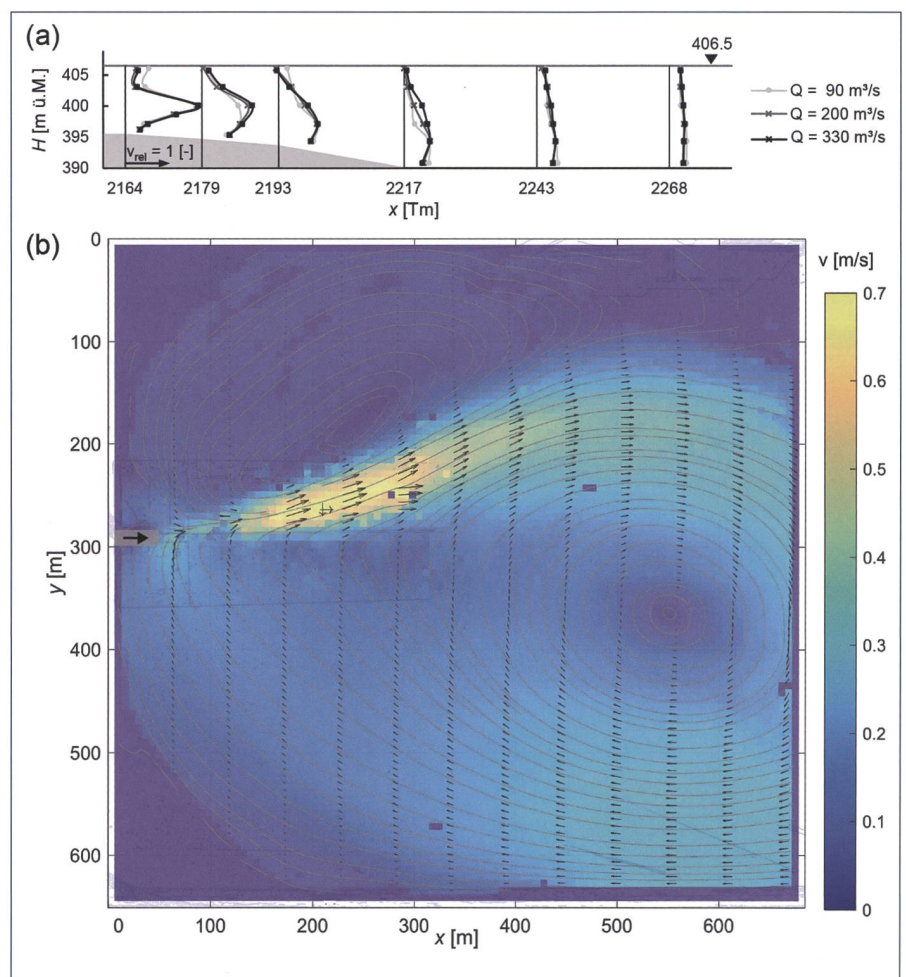 (a)
406.5
H [m ü.M.]
405
400
395
390
v_rel = 1 [-]
2164 2179 2193 2217 2243 2268
x [Tm]
Q = 90 m³/s
Q = 200 m³/s
Q = 330 m³/s
(b)
v [m/s]
y [m]
0
100
200
300
400
500
600
0 100 200 300 400 500 600
x [m]
0.7
0.6
0.5
0.4
0.3
0.2
0.1
0